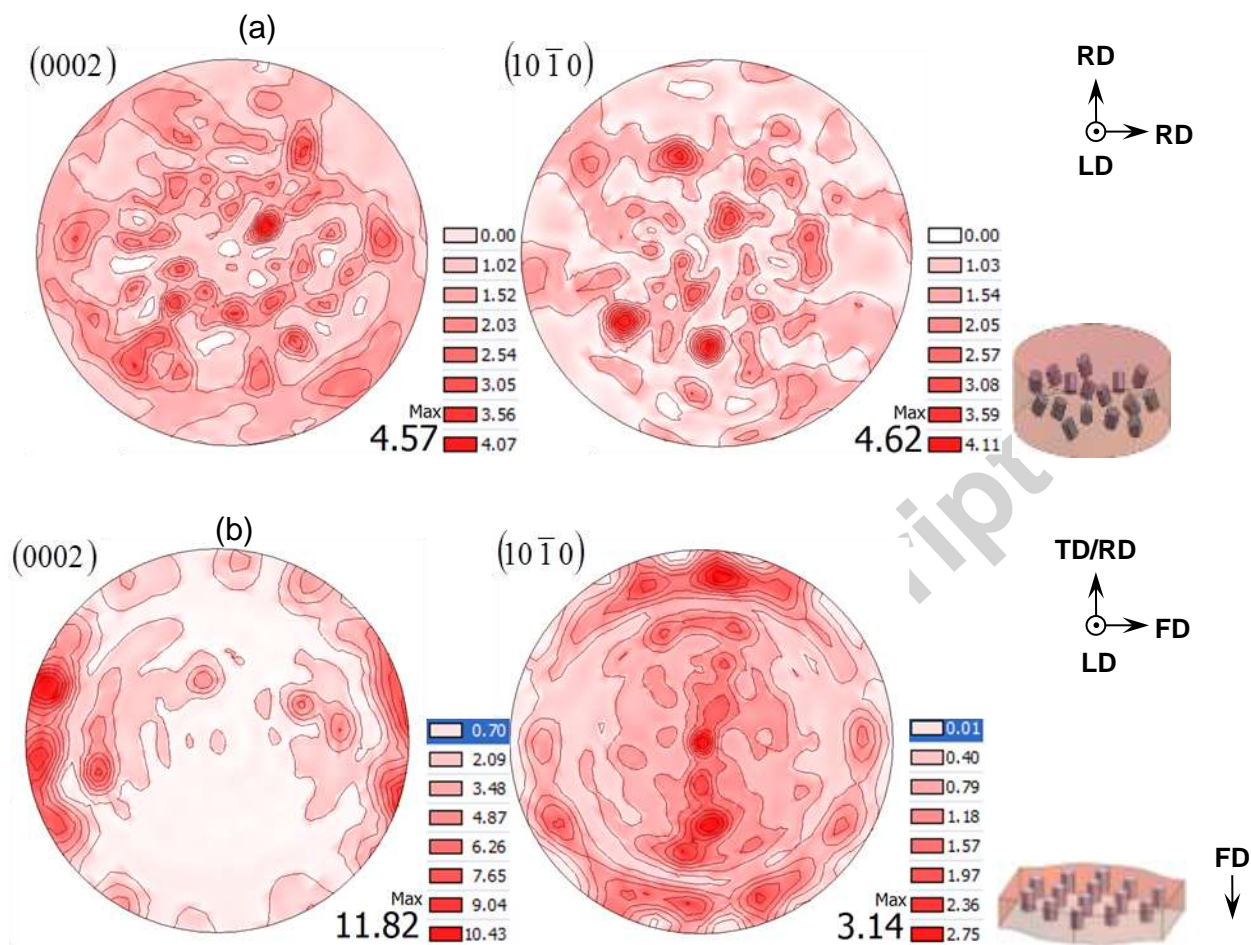 (a)
(0002)
(10 1̅ 0)
RD
RD
LD
0.00
1.02
1.52
2.03
2.54
3.05
3.56
4.07
Max
4.57
0.00
1.03
1.54
2.05
2.57
3.08
3.59
4.11
Max
4.62
(b)
(0002)
(10 1̅ 0)
TD/RD
FD
LD
0.70
2.09
3.48
4.87
6.26
7.65
9.04
10.43
Max
11.82
0.01
0.40
0.79
1.18
1.57
1.97
2.36
2.75
Max
3.14
FD